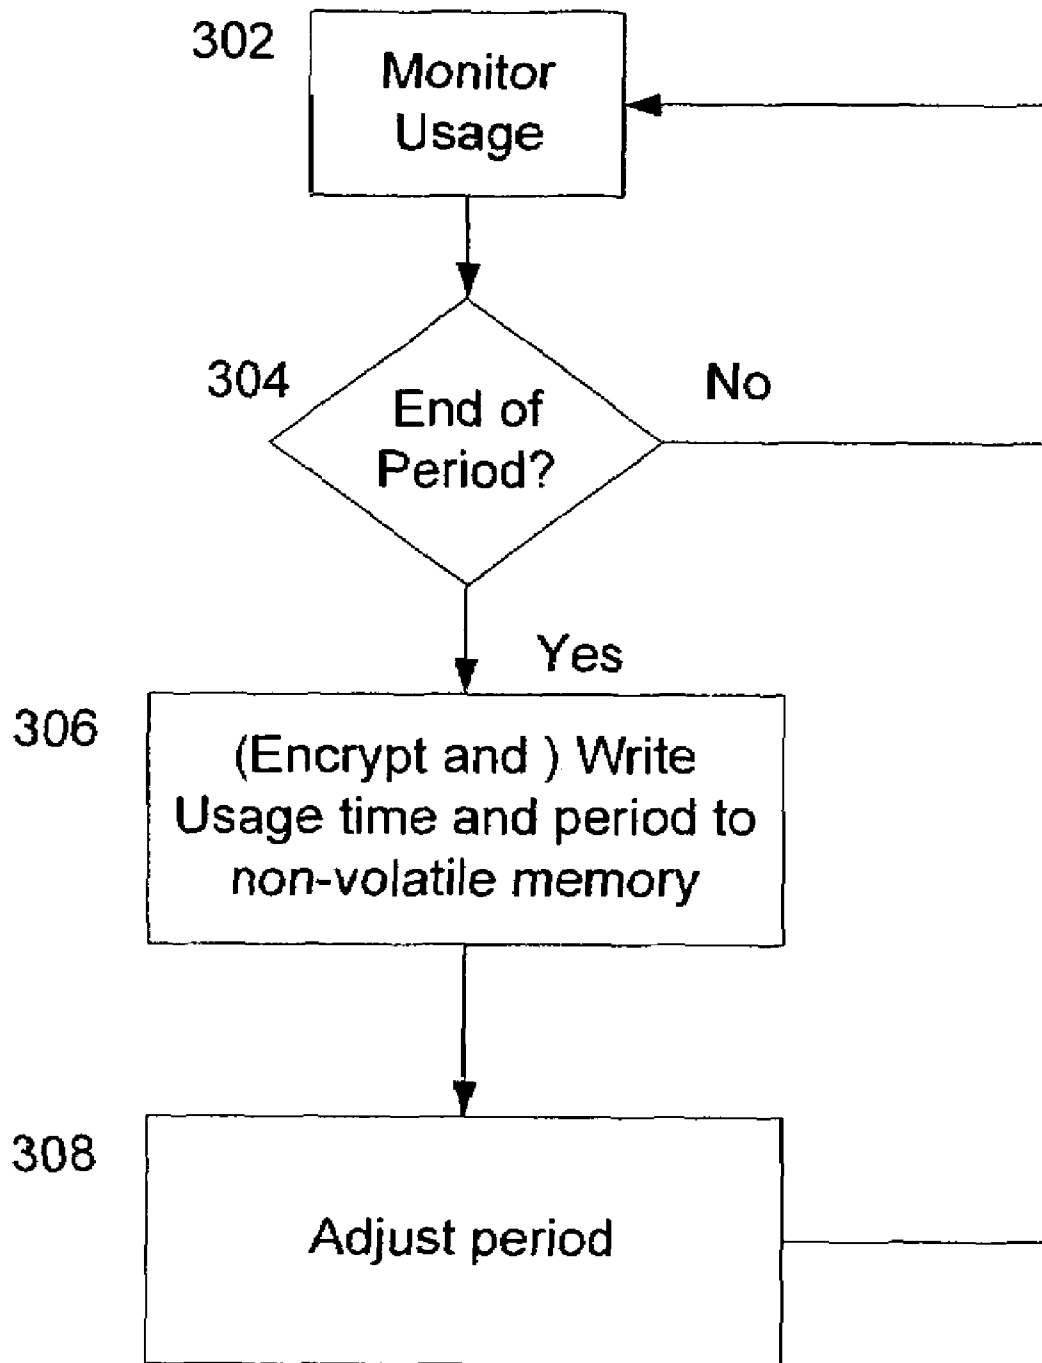 302
Monitor
Usage
304
End of
Period?
No
Yes
306
(Encrypt and ) Write
Usage time and period to
non-volatile memory
308
Adjust period